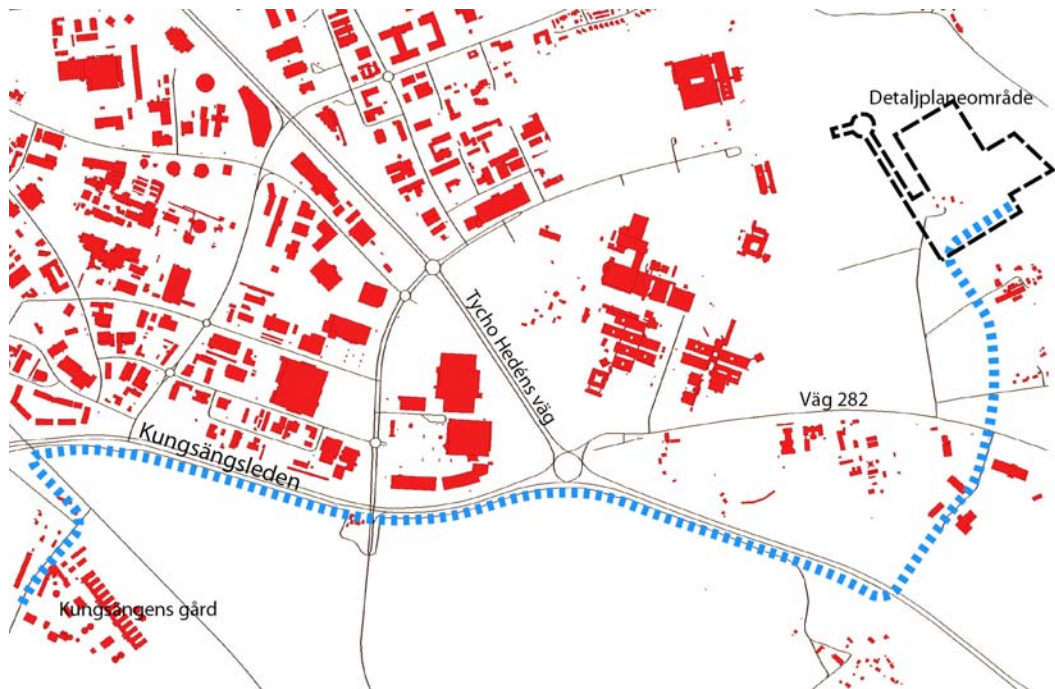 Detaljplaneområde
Tycho Hedéns väg
Väg 282
Kungsängsleden
Kungsängens gård